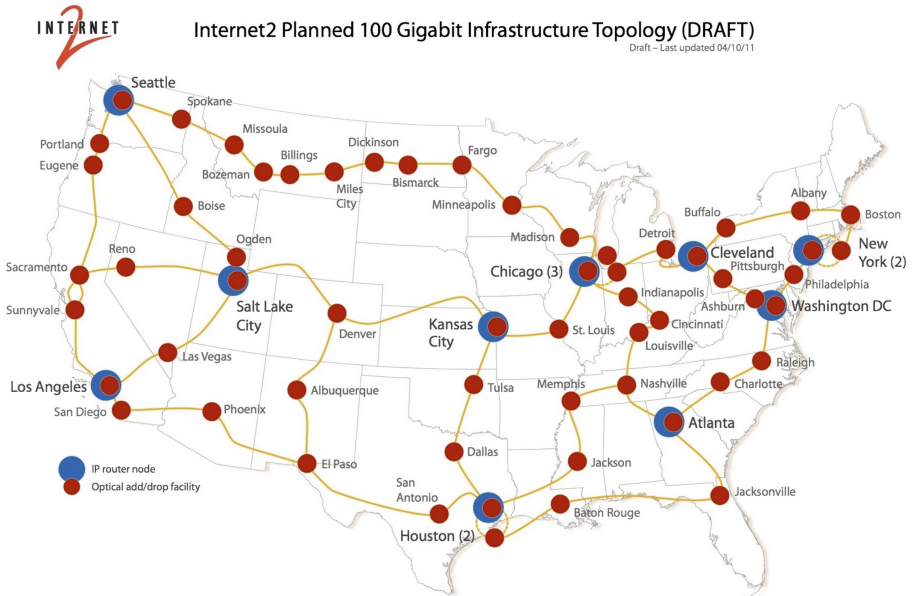 INTERNET
2
Internet2 Planned 100 Gigabit Infrastructure Topology (DRAFT)
Draft – Last updated 04/10/11
Seattle
Spokane
Portland
Missoula
Eugene
Bozeman
Billings
Miles
City
Dickinson
Bismarck
Fargo
Minneapolis
Madison
Boise
Ogden
Reno
Sacramento
Sunnyvale
Salt Lake
City
Denver
Las Vegas
Los Angeles
San Diego
Phoenix
Albuquerque
El Paso
Kansas
City
St. Louis
Tulsa
Dallas
San
Antonio
Houston (2)
Baton Rouge
Jackson
Memphis
Nashville
Louisville
Cincinnati
Indianapolis
Chicago (3)
Detroit
Cleveland
Buffalo
Albany
Boston
New
York (2)
Pittsburgh
Philadelphia
Ashburn
Washington DC
Raleigh
Charlotte
Atlanta
Jacksonville
IP router node
Optical add/drop facility